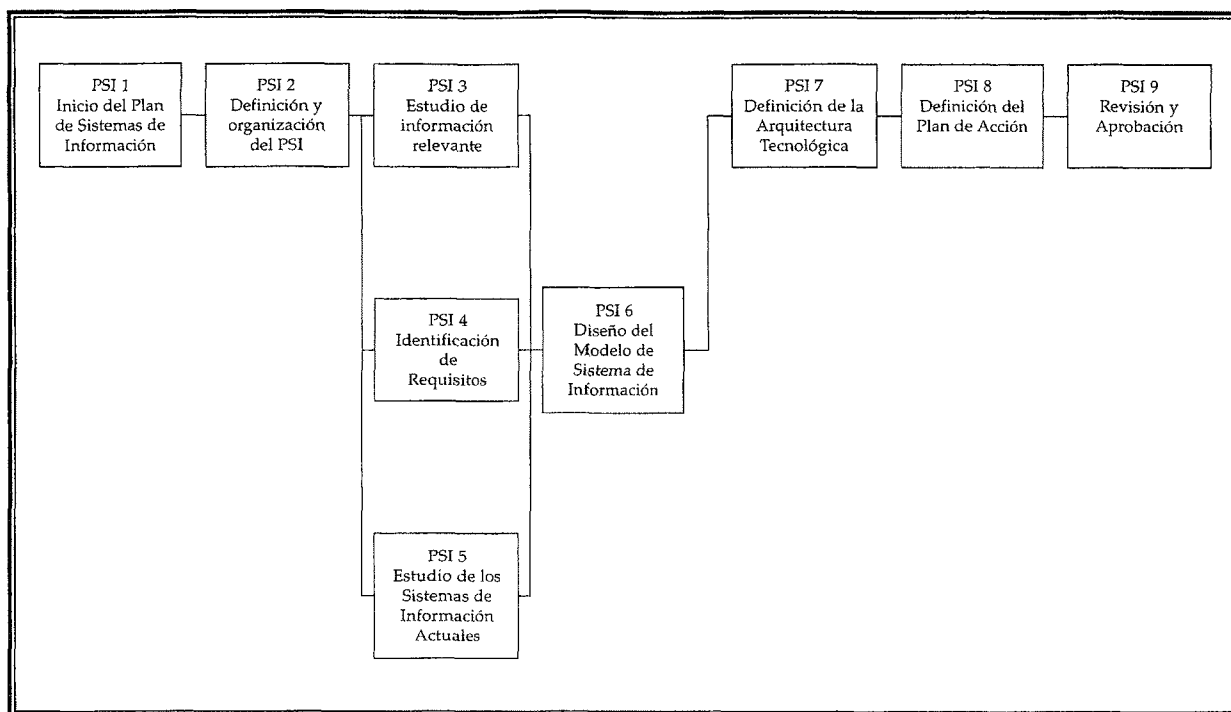 PSI 1
Inicio del Plan
de Sistemas de
Información
PSI 2
Definición y
organización
del PSI
PSI 3
Estudio de
información
relevante
PSI 4
Identificación
de
Requisitos
PSI 5
Estudio de los
Sistemas de
Información
Actuales
PSI 6
Diseño del
Modelo de
Sistema de
Información
PSI 7
Definición de la
Arquitectura
Tecnológica
PSI 8
Definición del
Plan de Acción
PSI 9
Revisión y
Aprobación